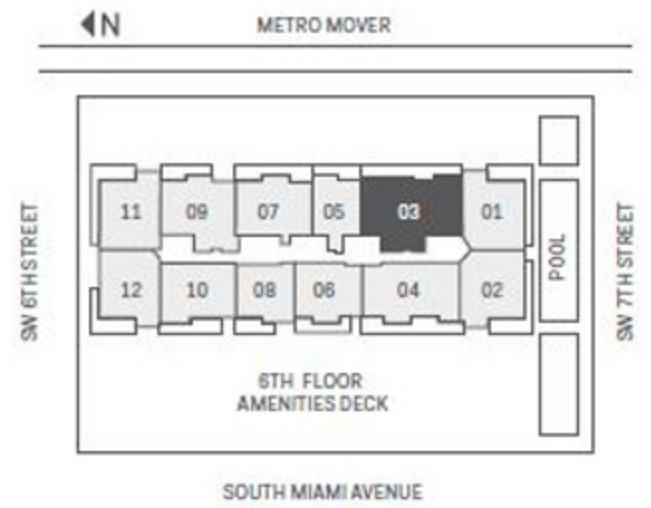 N
METRO MOVER
11
09
07
05
03
01
12
10
08
06
04
02
POOL
SW 6TH STREET
SW 7TH STREET
6TH FLOOR
AMENITIES DECK
SOUTH MIAMI AVENUE